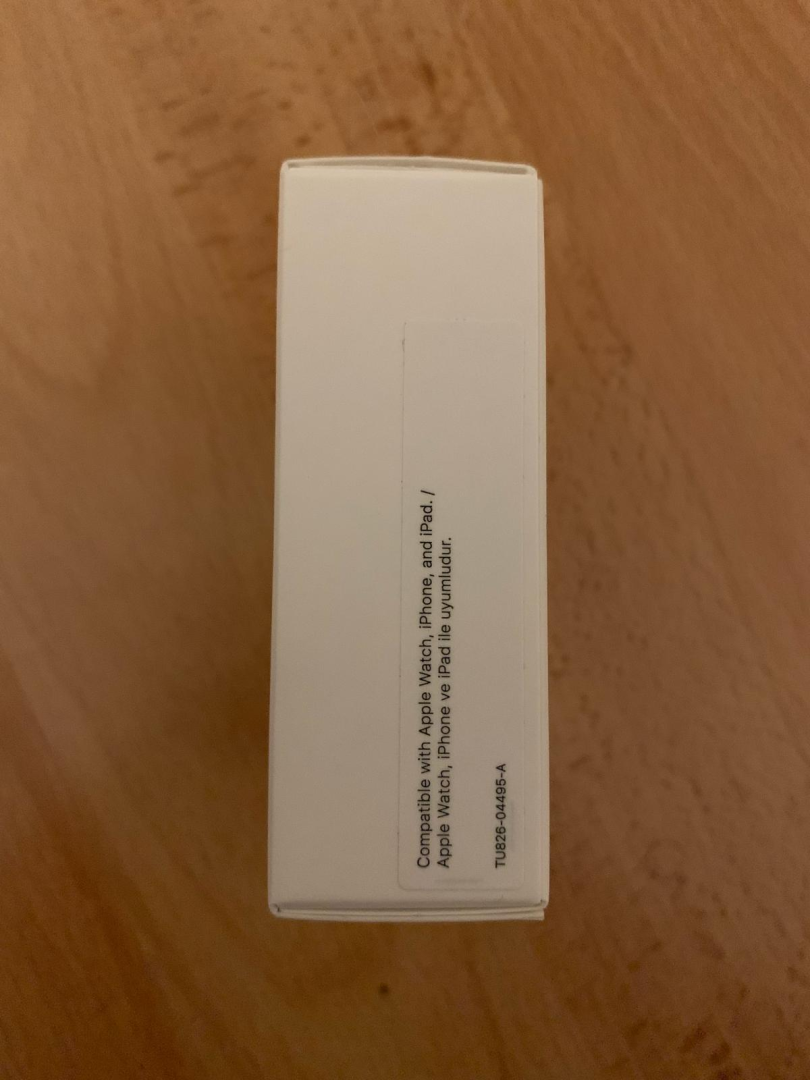 Compatible with Apple Watch, iPhone, and iPad. /
Apple Watch, iPhone ve iPad ile uyumludur.
TU826-04495-A